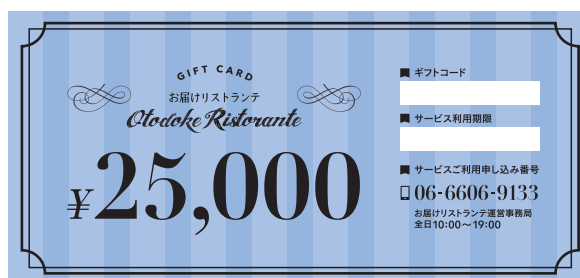 GIFT CARD
お届けリストランテ
Otodoke Ristorante
¥25,000
ギフトコード
サービス利用期限
サービスご利用申し込み番号
06-6606-9133
お届けリストランテ運営事務局
全日10:00～19:00